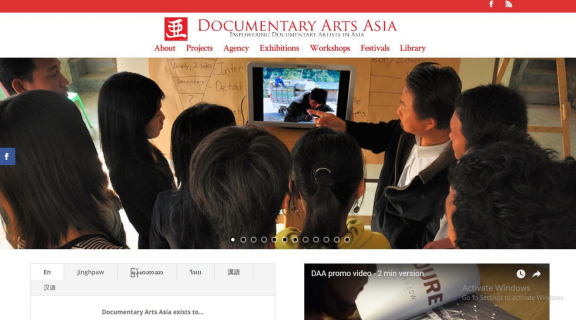 DOCUMENTARY ARTS ASIA
EMPOWERING DOCUMENTARY ARTISTS IN ASIA
About Projects Agency Exhibitions Workshops Festivals Library
En Jinghpaw ไทย 漢語
汉语
Documentary Arts Asia exists to...
DAA promo video - 2 min version
Activate Windows
Go to Settings to activate Windows.